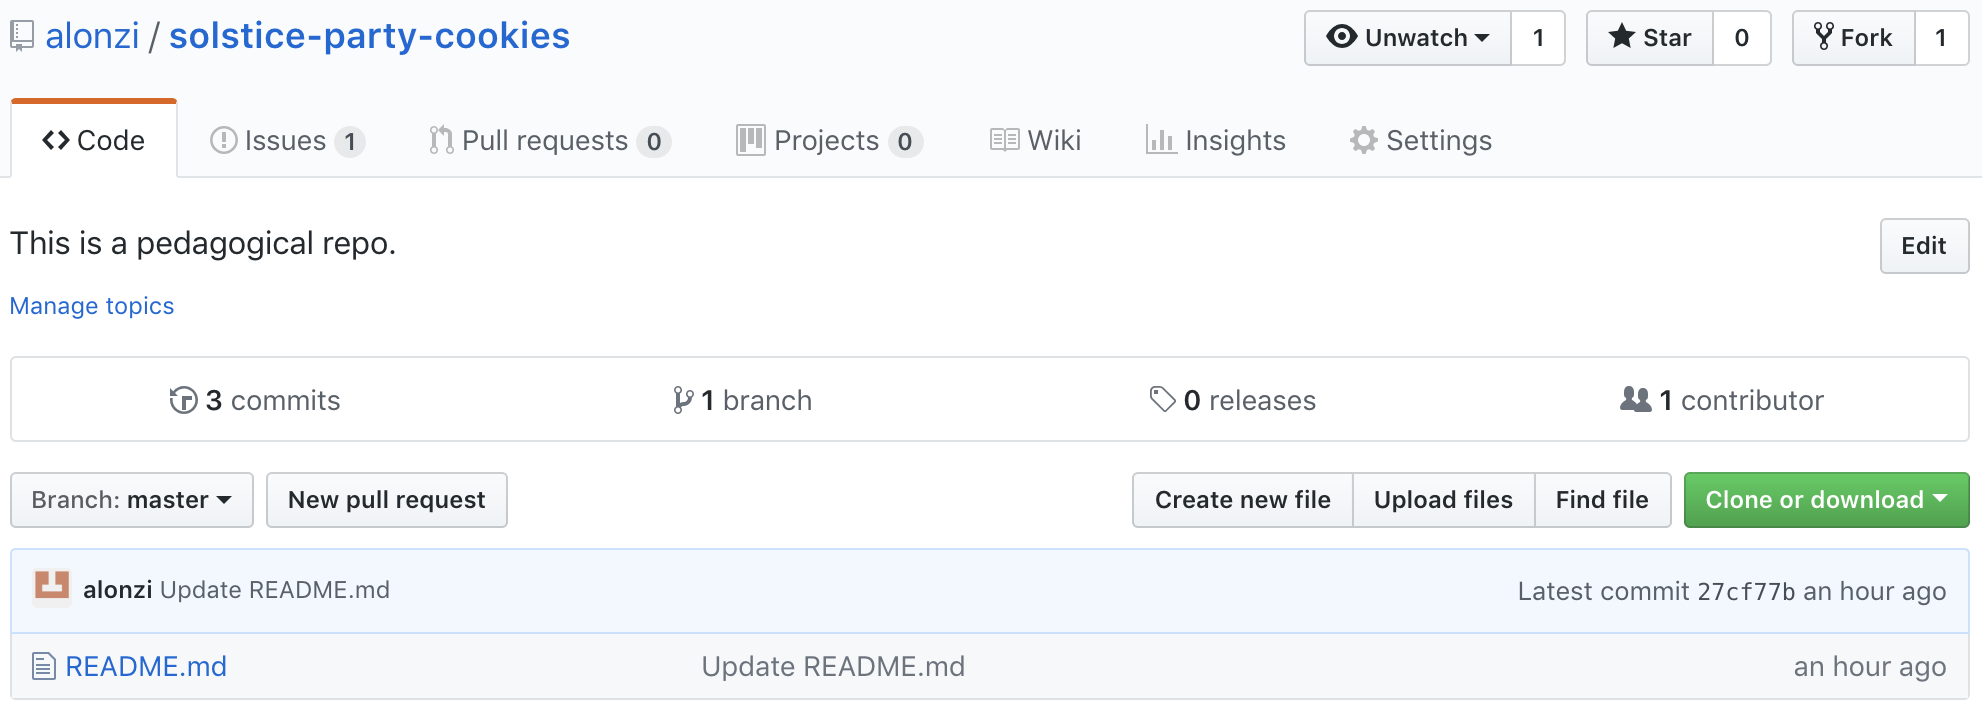 alonzi / solstice-party-cookies
Unwatch 1 Star 0 Fork 1
Code Issues 1 Pull requests 0 Projects 0 Wiki Insights Settings
This is a pedagogical repo.
Edit
Manage topics
3 commits 1 branch 0 releases 1 contributor
Branch: master New pull request Create new file Upload files Find file Clone or download
alonzi Update README.md Latest commit 27cf77b an hour ago
README.md Update README.md an hour ago